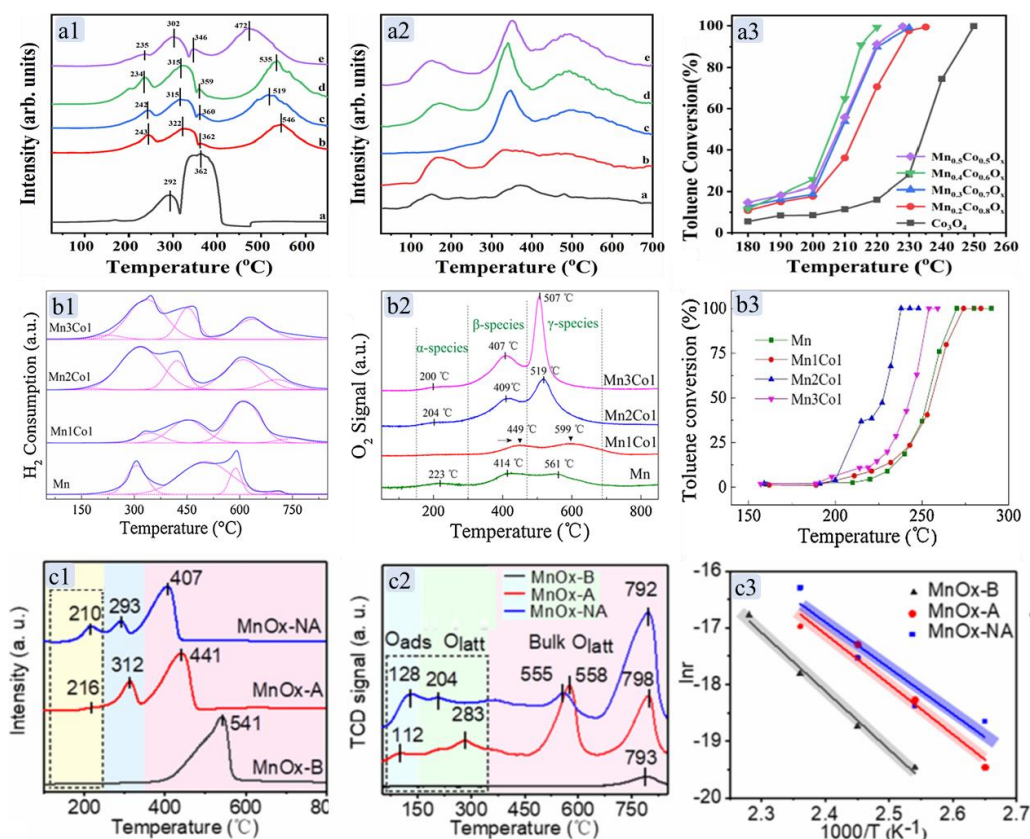 a1
Intensity (arb. units)
235
302
346
472
e
234
315
359
535
d
242
315
360
519
c
243
322
362
546
b
292
362
a
100 200 300 400 500 600
Temperature (°C)
a2
Intensity (arb. units)
e
d
c
b
a
100 200 300 400 500 600 700
Temperature (°C)
a3
Toluene Conversion(%)
100
80
60
40
20
0
Mn0.5Co0.5Ox
Mn0.4Co0.6Ox
Mn0.3Co0.7Ox
Mn0.2Co0.8Ox
Co3O4
180 200 220 240 260
Temperature (°C)
b1
H2 Consumption (a.u.)
Mn3Co1
Mn2Co1
Mn1Co1
Mn
150 300 450 600 750
Temperature (°C)
b2
O2 Signal (a.u.)
α-species
β-species
γ-species
507 ℃
407 ℃
200 ℃
Mn3Co1
519 ℃
409℃
204 ℃
Mn2Co1
449℃
599℃
Mn1Co1
223 ℃
414 ℃
561 ℃
Mn
200 400 600 800
Temperature (℃)
b3
Toluene conversion (%)
100
75
50
25
0
Mn
Mn1Co1
Mn2Co1
Mn3Co1
150 200 250 300
Temperature (℃)
c1
Intensity (a. u.)
407
210
293
MnOx-NA
441
312
216
MnOx-A
541
MnOx-B
200 400 600 80
Temperature (℃)
c2
TCD signal (a. u.)
MnOx-B
MnOx-A
MnOx-NA
792
Oads Olatt
Bulk Olatt
128
204
555
558
798
283
112
793
75 150 300 450 600 750
Temperature (℃)
c3
lnr
-16
-17
-18
-19
-20
MnOx-B
MnOx-A
MnOx-NA
2.3 2.4 2.5 2.6 2.7
1000/T (K-1)